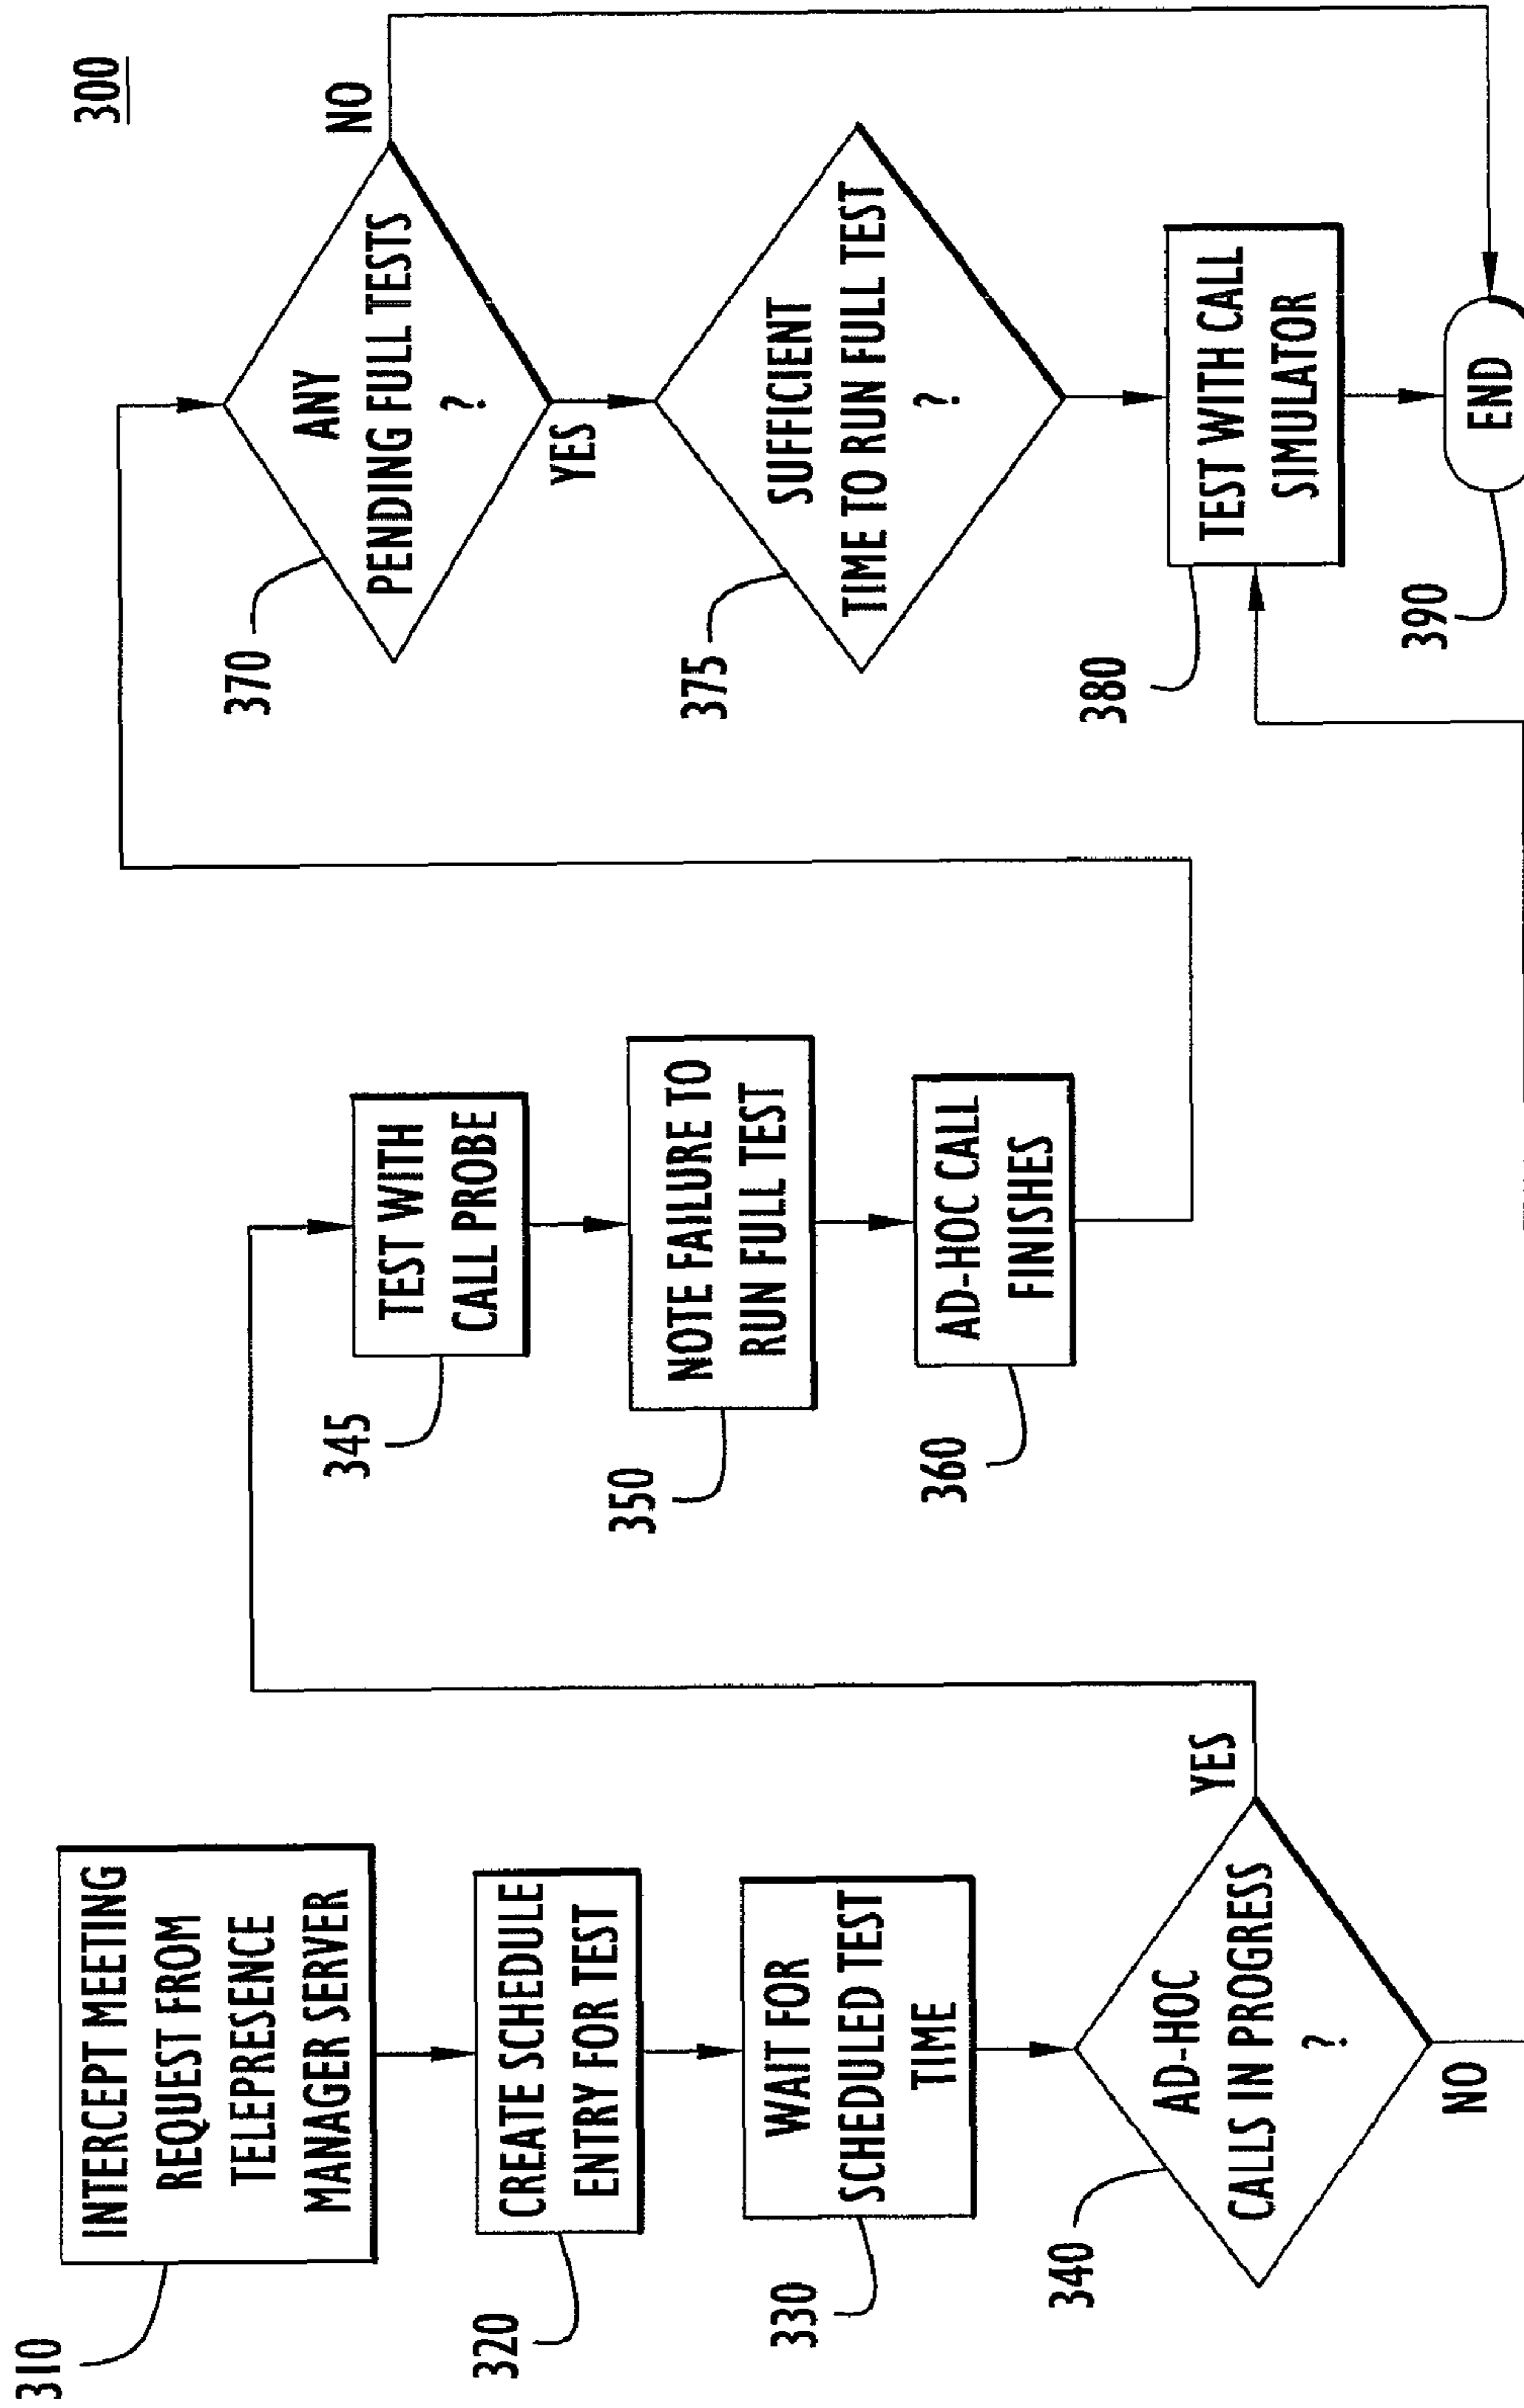 300
310
INTERCEPT MEETING
REQUEST FROM
TELEPRESENCE
MANAGER SERVER
320
CREATE SCHEDULE
ENTRY FOR TEST
330
WAIT FOR
SCHEDULED TEST
TIME
340
AD-HOC
CALLS IN PROGRESS
?
YES
NO
345
TEST WITH
CALL PROBE
350
NOTE FAILURE TO
RUN FULL TEST
360
AD-HOC CALL
FINISHES
370
ANY
PENDING FULL TESTS
?
NO
YES
375
SUFFICIENT
TIME TO RUN FULL TEST
?
380
TEST WITH CALL
SIMULATOR
390
END